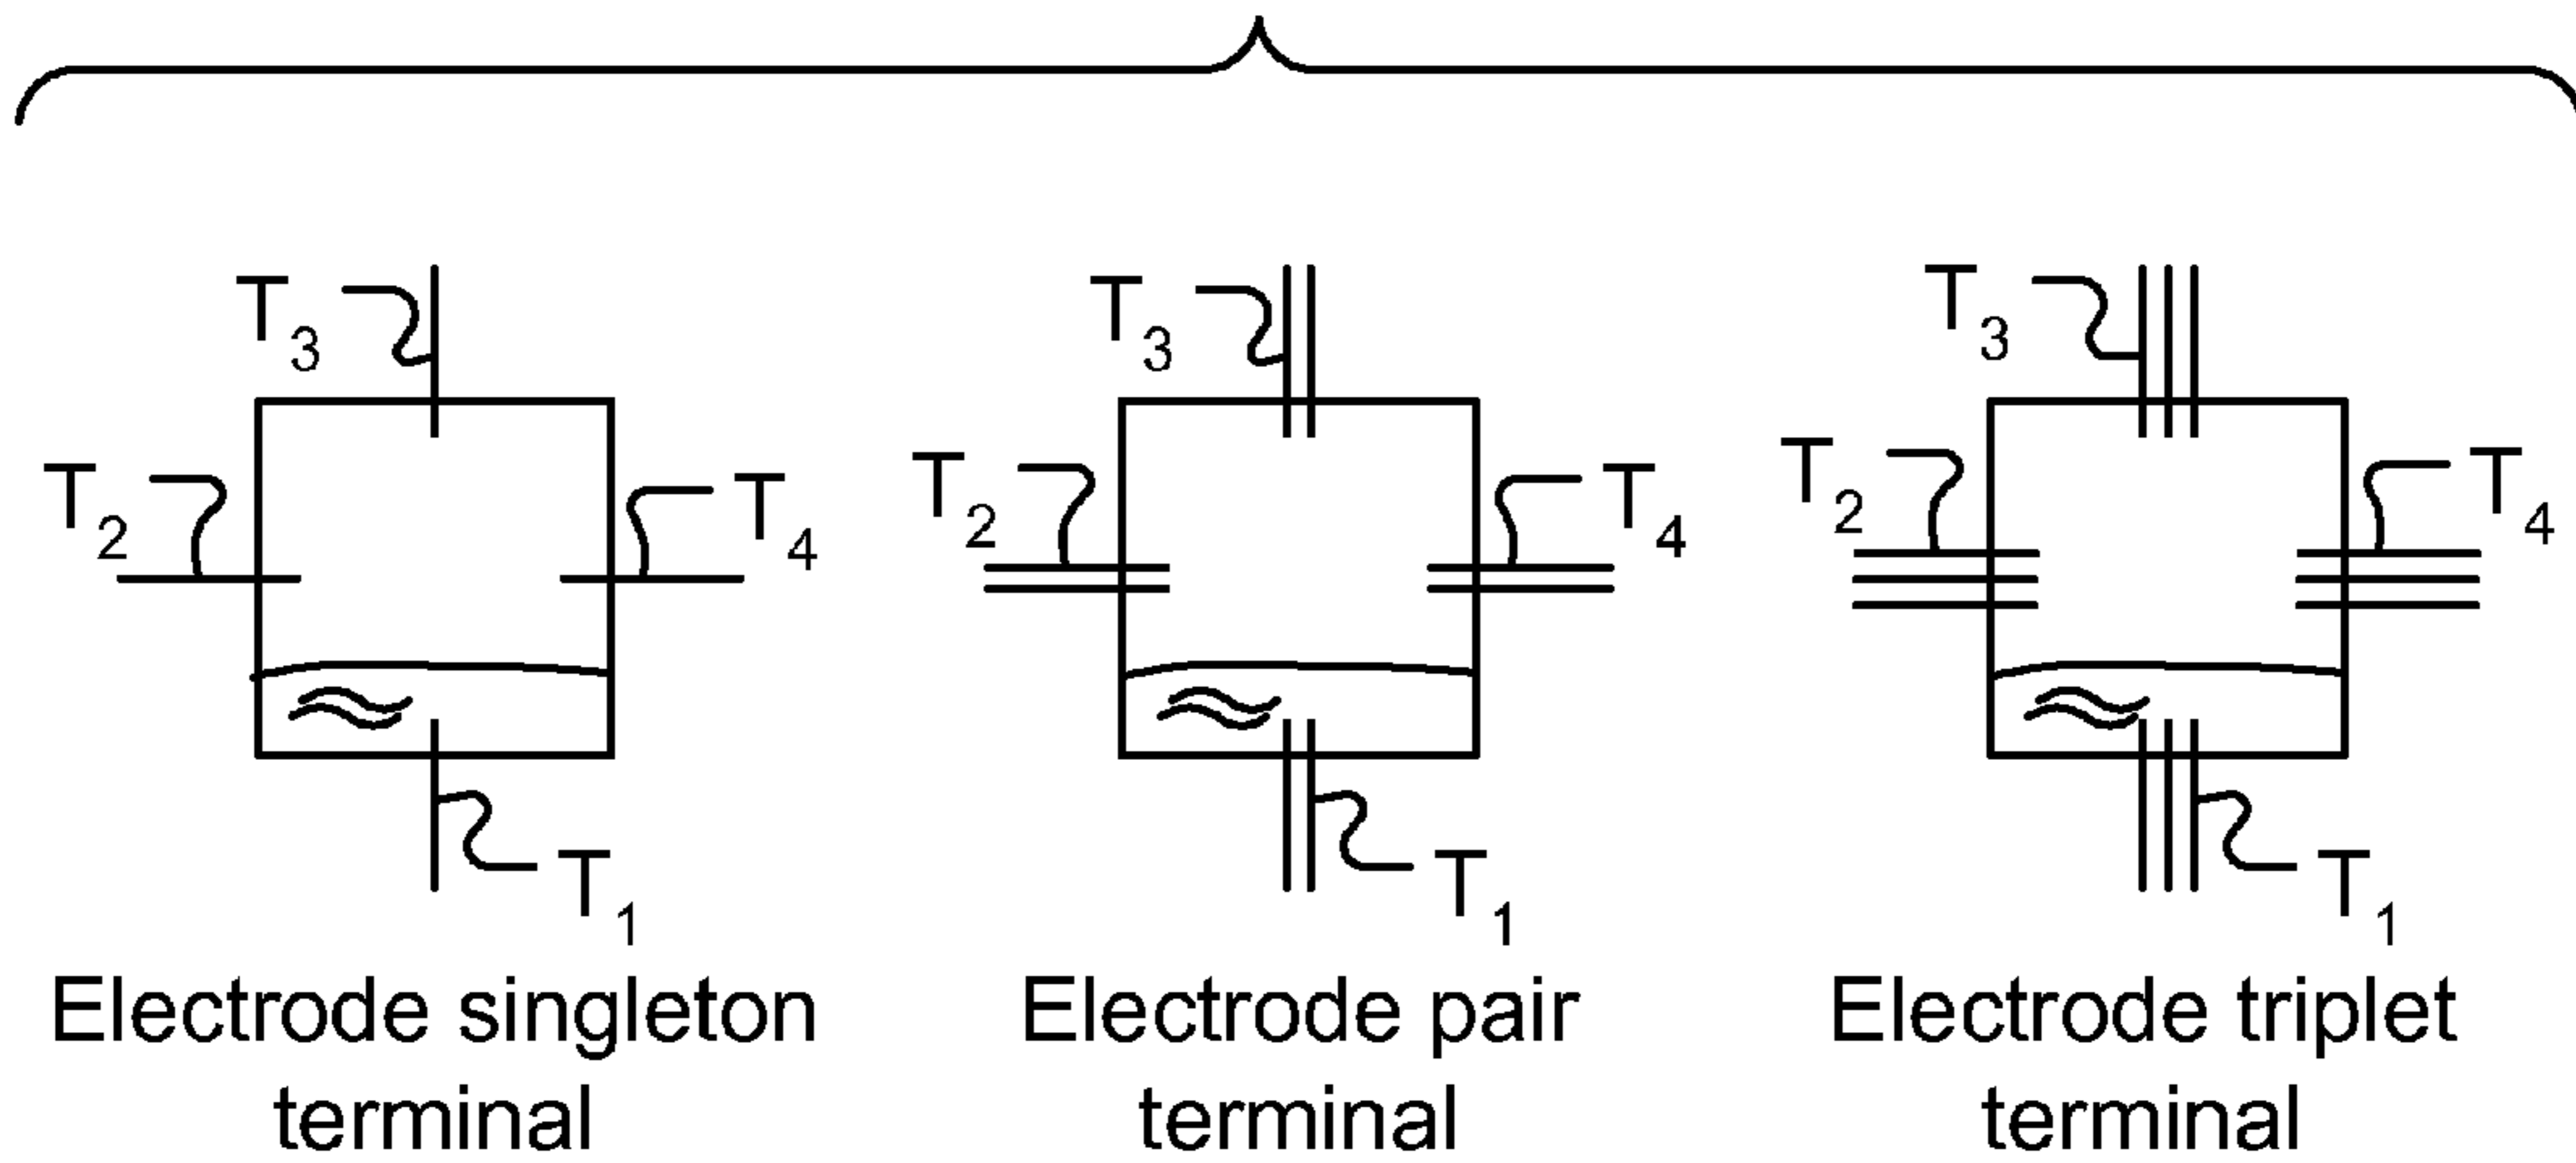 T3
T2
T4
T1
Electrode singleton
terminal
T3
T2
T4
T1
Electrode pair
terminal
T3
T2
T4
T1
Electrode triplet
terminal